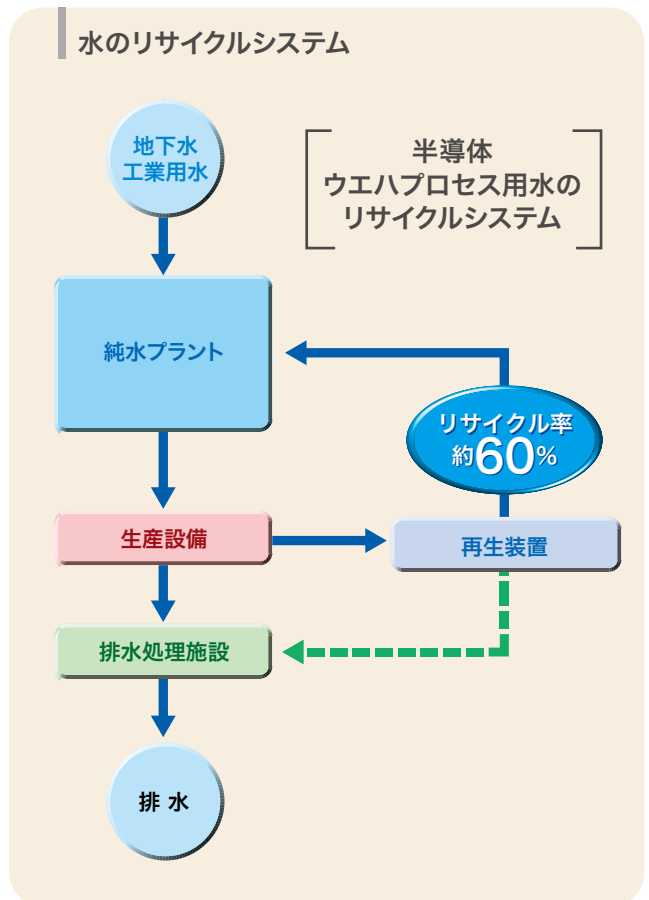 水のリサイクルシステム
地下水
工業用水
半導体
ウエハプロセス用水の
リサイクルシステム
純水プラント
リサイクル率
約60%
生産設備
再生装置
排水処理施設
排 水